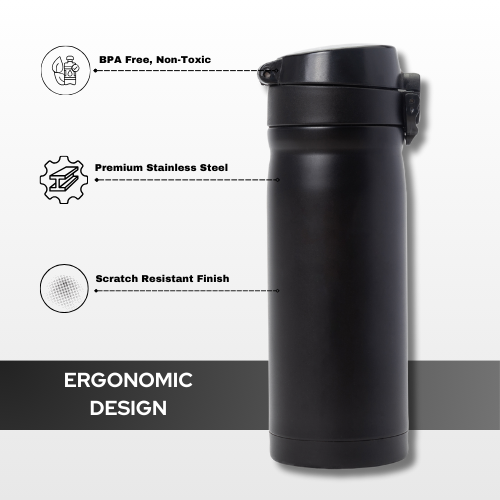 BPA Free, Non-Toxic
Premium Stainless Steel
Scratch Resistant Finish
ERGONOMIC
DESIGN